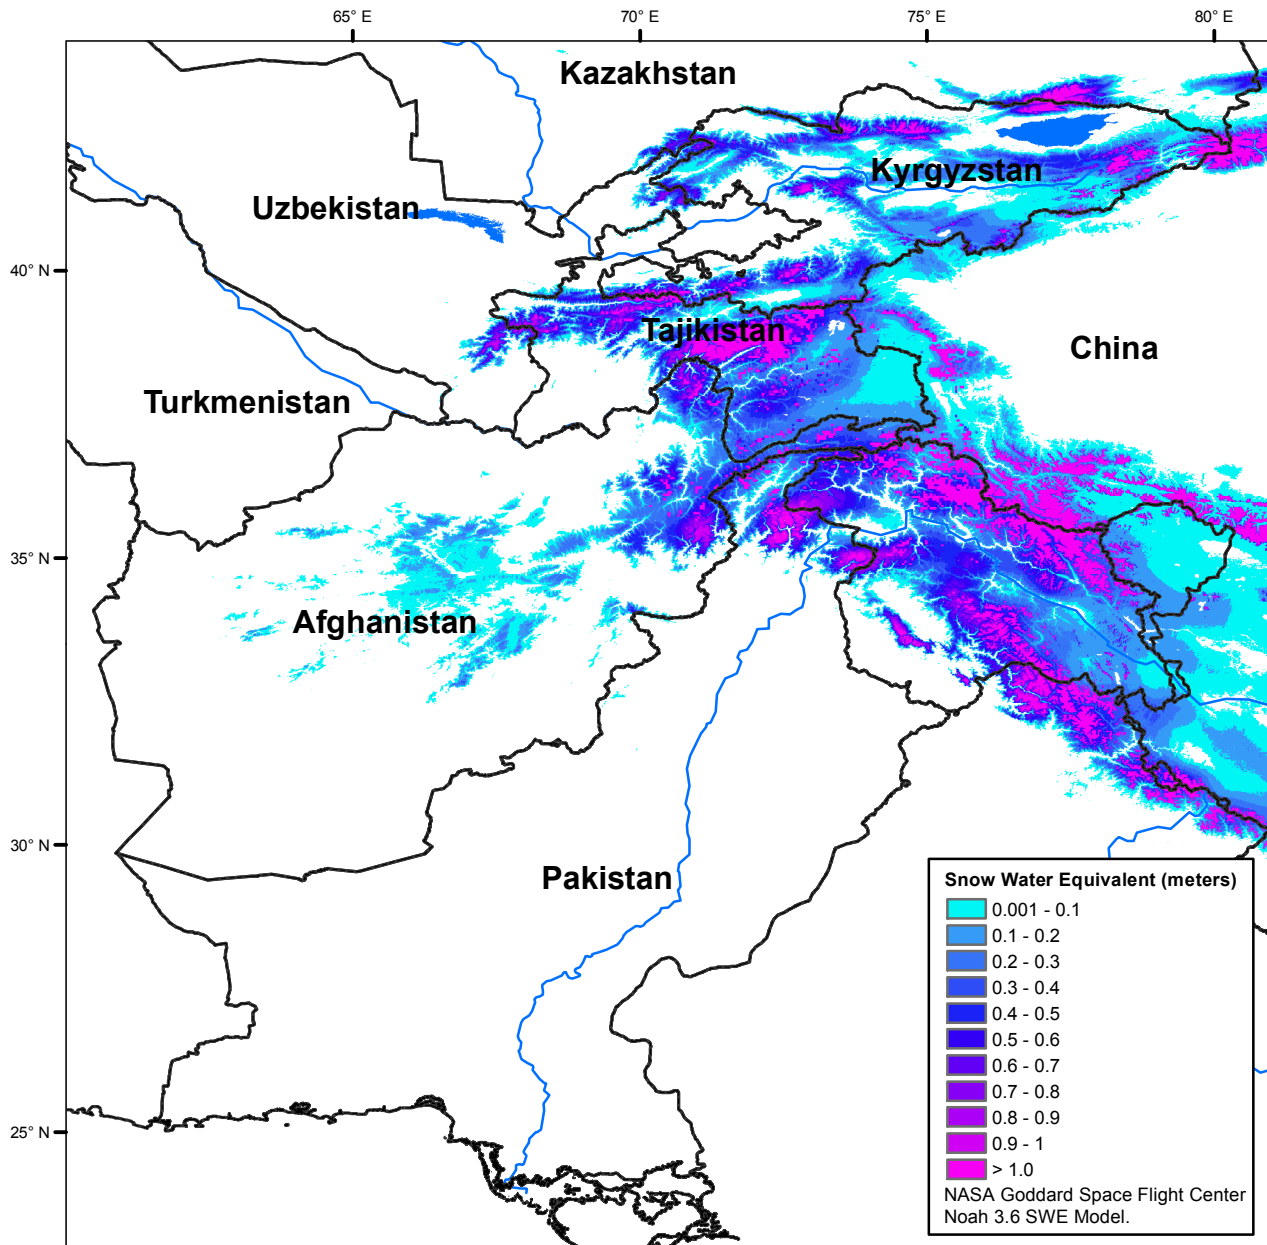 65° E
70° E
75° E
80° E
Kazakhstan
Kyrgyzstan
Uzbekistan
40° N
Tajikistan
China
Turkmenistan
35° N
Afghanistan
30° N
Pakistan
25° N
Snow Water Equivalent (meters)
0.001 - 0.1
0.1 - 0.2
0.2 - 0.3
0.3 - 0.4
0.4 - 0.5
0.5 - 0.6
0.6 - 0.7
0.7 - 0.8
0.8 - 0.9
0.9 - 1
> 1.0
NASA Goddard Space Flight Center
Noah 3.6 SWE Model.